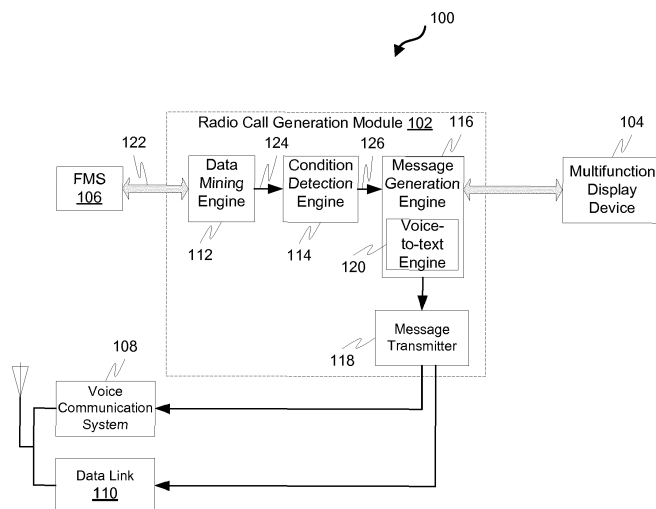 100
Radio Call Generation Module 102
116
104
122
124
126
FMS
106
Data
Mining
Engine
Condition
Detection
Engine
Message
Generation
Engine
Multifunction
Display
Device
112
114
120
Voice-
to-text
Engine
108
118
Message
Transmitter
Voice
Communication
System
Data Link
110